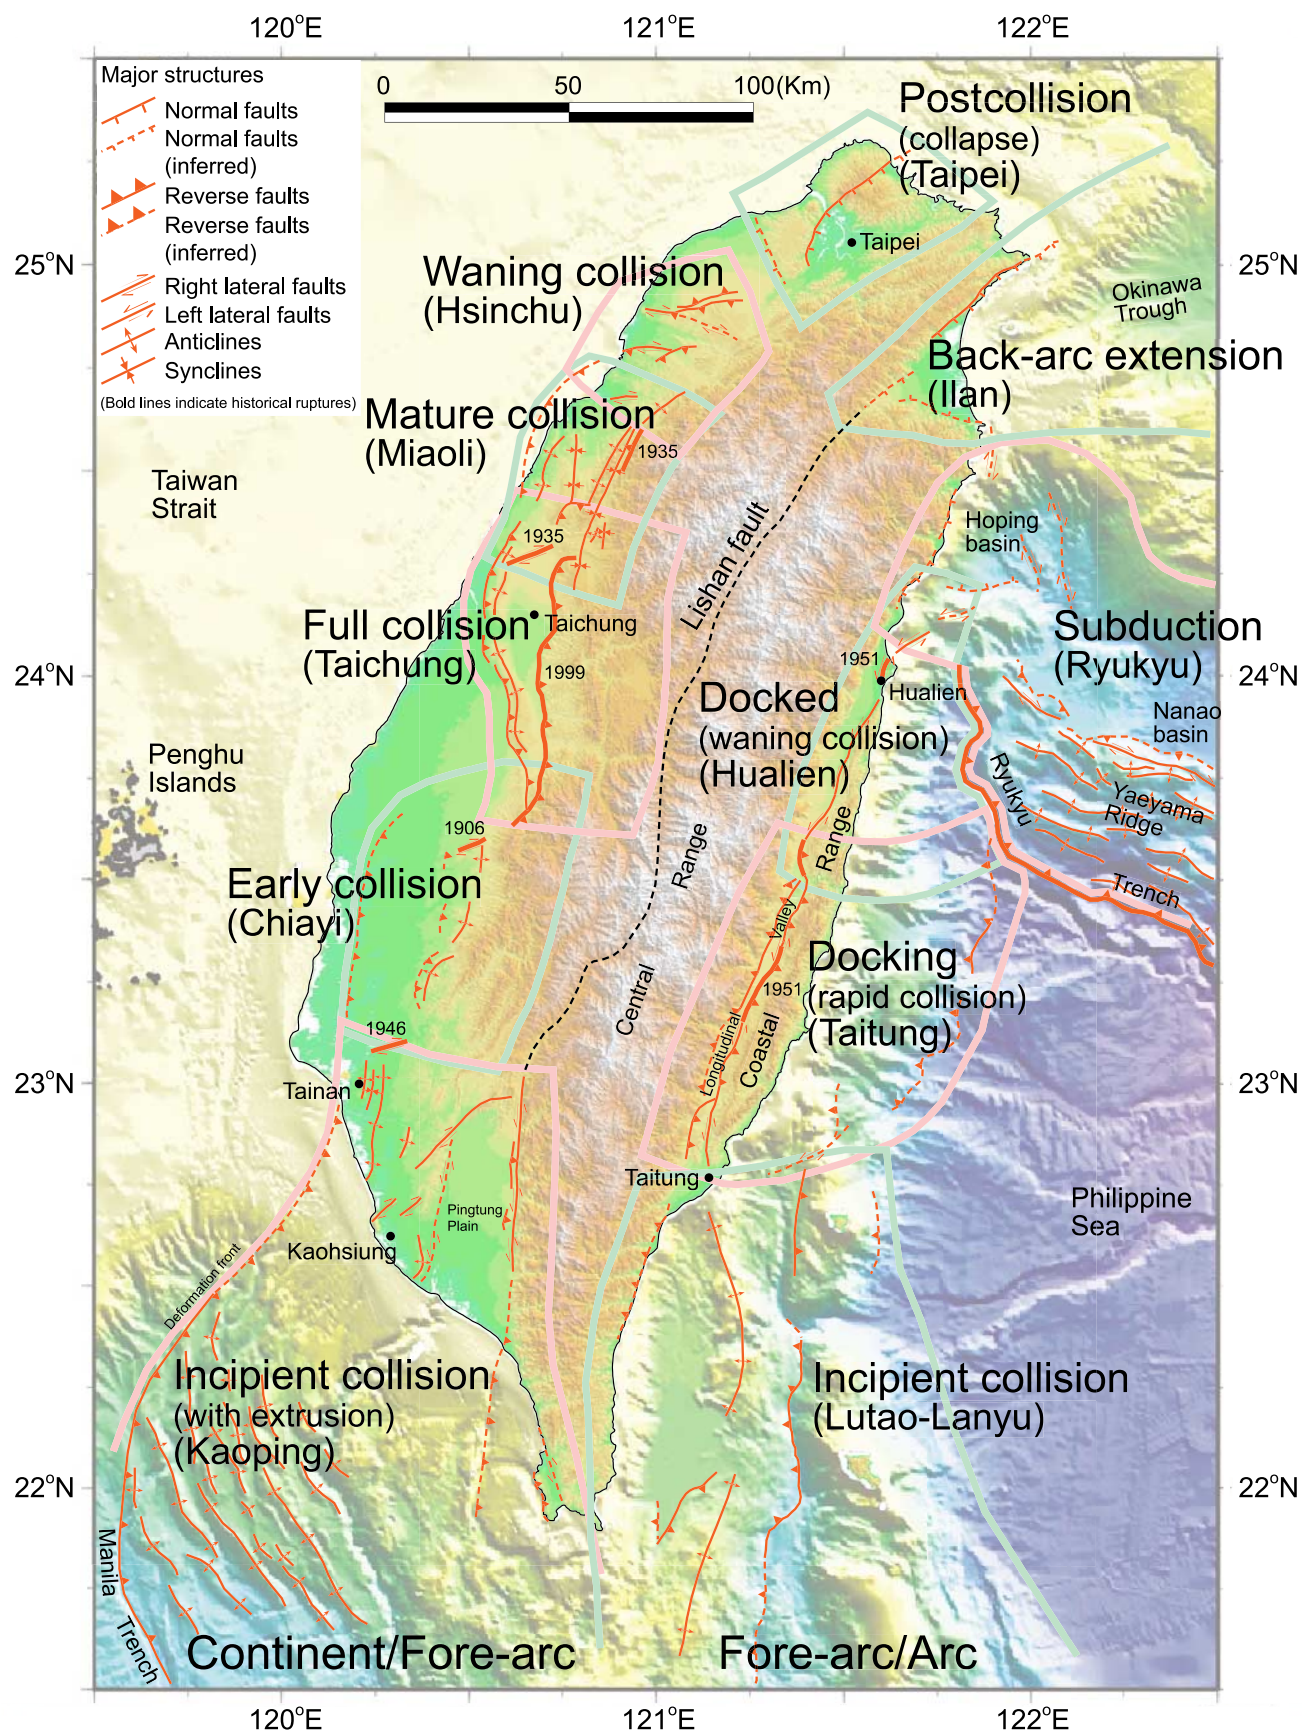 120°E
121°E
122°E
Major structures
Normal faults
Normal faults
(inferred)
Reverse faults
Reverse faults
(inferred)
Right lateral faults
Left lateral faults
Anticlines
Synclines
(Bold lines indicate historical ruptures)
0
50
100(Km)
Postcollision
(collapse)
(Taipei)
Taipei
25°N
25°N
Waning collision
(Hsinchu)
Okinawa
Trough
Back-arc extension
(Ilan)
Mature collision
(Miaoli)
1935
Taiwan
Strait
Hoping
basin
1935
Lishan fault
Full collision
(Taichung)
Taichung
Subduction
(Ryukyu)
1951
24°N
24°N
1999
Hualien
Docked
(waning collision)
(Hualien)
Nanao
basin
Penghu
Islands
Ryukyu
Yaeyama
Ridge
1906
Range
Range
Trench
Early collision
(Chiayi)
Valley
Docking
(rapid collision)
(Taitung)
1951
Central
1946
Longitudinal
Coastal
23°N
23°N
Tainan
Taitung
Pingtung
Plain
Philippine
Sea
Kaohsiung
Deformation front
Incipient collision
(with extrusion)
(Kaoping)
Incipient collision
(Lutao-Lanyu)
22°N
22°N
Manila
Trench
Continent/Fore-arc
Fore-arc/Arc
120°E
121°E
122°E